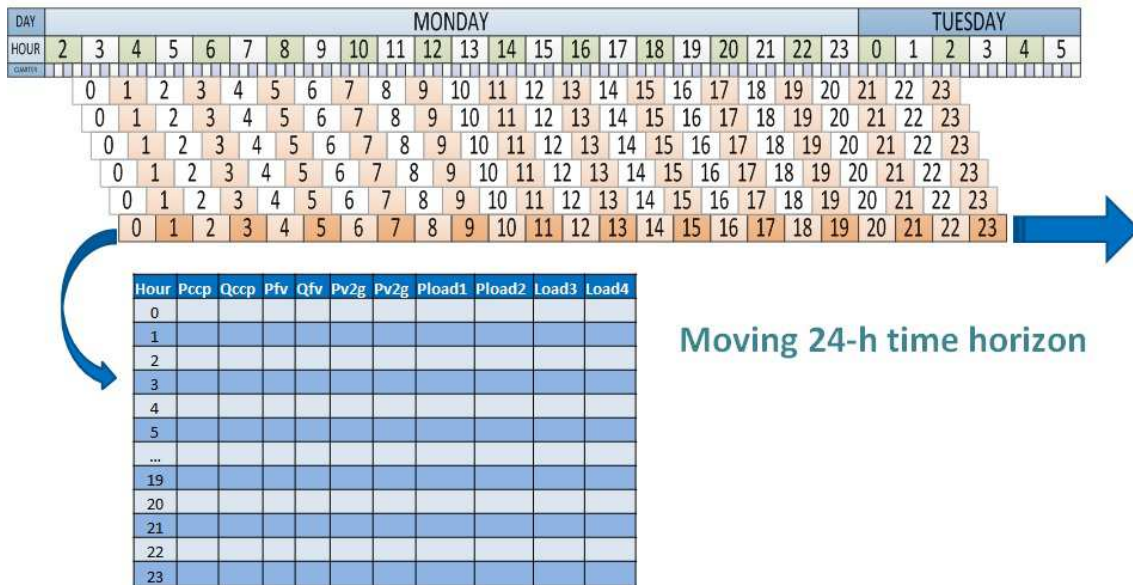 DAY MONDAY TUESDAY
HOUR 2 3 4 5 6 7 8 9 10 11 12 13 14 15 16 17 18 19 20 21 22 23 0 1 2 3 4 5
0 1 2 3 4 5 6 7 8 9 10 11 12 13 14 15 16 17 18 19 20 21 22 23
0 1 2 3 4 5 6 7 8 9 10 11 12 13 14 15 16 17 18 19 20 21 22 23
0 1 2 3 4 5 6 7 8 9 10 11 12 13 14 15 16 17 18 19 20 21 22 23
0 1 2 3 4 5 6 7 8 9 10 11 12 13 14 15 16 17 18 19 20 21 22 23
0 1 2 3 4 5 6 7 8 9 10 11 12 13 14 15 16 17 18 19 20 21 22 23
0 1 2 3 4 5 6 7 8 9 10 11 12 13 14 15 16 17 18 19 20 21 22 23
Hour Pccp Qccp Pfv Qfv Pv2g Pv2g Pload1 Pload2 Load3 Load4
0
1
2
3
4
5
...
19
20
21
22
23
Moving 24-h time horizon